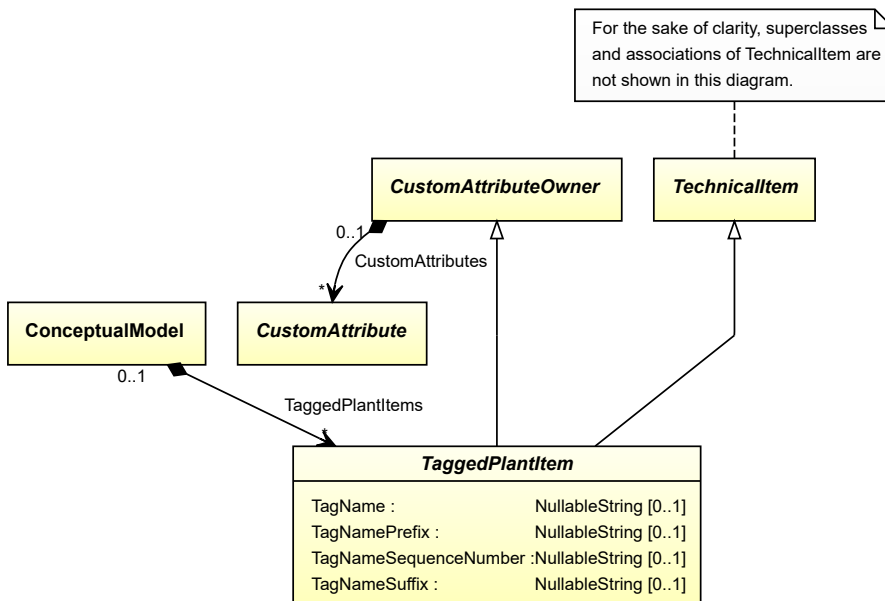 For the sake of clarity, superclasses
and associations of TechnicalItem are
not shown in this diagram.
CustomAttributeOwner
TechnicalItem
0..1
CustomAttributes
*
ConceptualModel
CustomAttribute
0..1
TaggedPlantItems
*
TaggedPlantItem
TagName : NullableString [0..1]
TagNamePrefix : NullableString [0..1]
TagNameSequenceNumber :NullableString [0..1]
TagNameSuffix : NullableString [0..1]